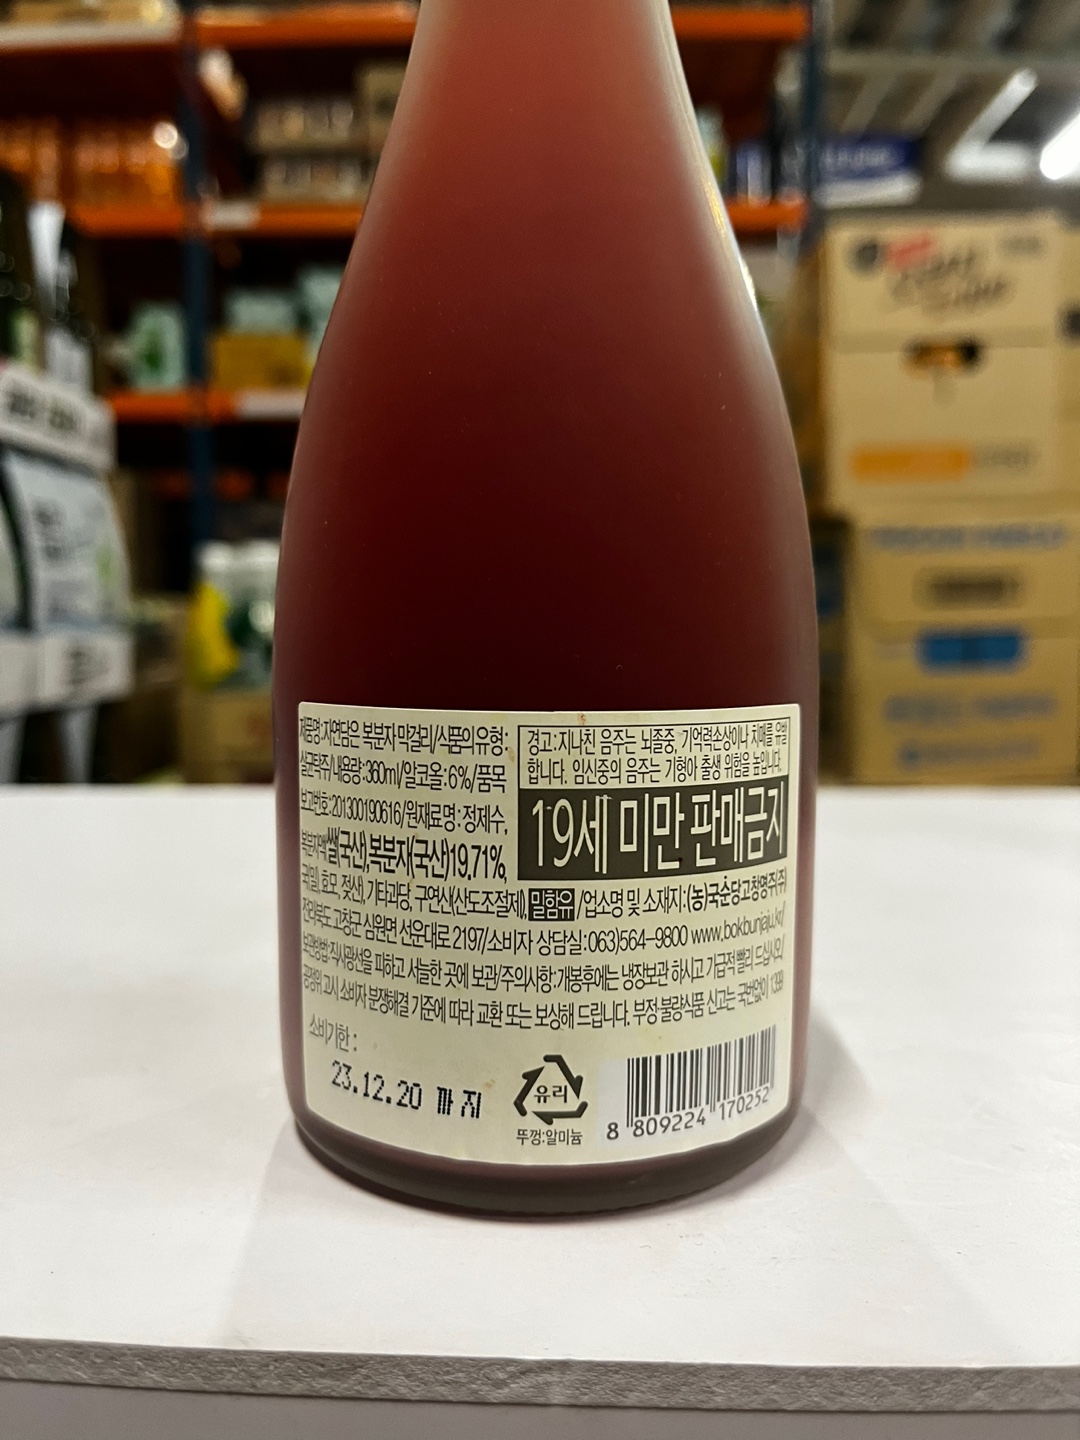 제품명:자연담은 복분자 막걸리/식품의유형:
살균탁주/내용량:360ml/알코올:6%/품목
보고번호:201300190616/원재료명:정제수,
쌀(국산),복분자(국산)19.71%,
효모, 젖산), 기타과당, 구연산(산도조절제), 밀함유 /업소명 및 소재지:(농)국순당고창명주(주)
전라북도 고창군 심원면 선운대로 2197/소비자 상담실:063)564-9800 www.bokbunjaju.kr/
보관방법:직사광선을 피하고 서늘한 곳에 보관/주의사항:개봉후에는 냉장보관 하시고 가급적 빨리 드십시오/
공정위 고시 소비자 분쟁해결 기준에 따라 교환 또는 보상해 드립니다. 부정·불량식품 신고는 국번없이 1399
경고:지나친 음주는 뇌졸중, 기억력손상이나 치매를 유발
합니다. 임신중의 음주는 기형아 출생 위험을 높입니다.
19세 미만 판매금지
소비기한 :
23.12.20 까지
유리
뚜껑:알미늄
8 809224 170252